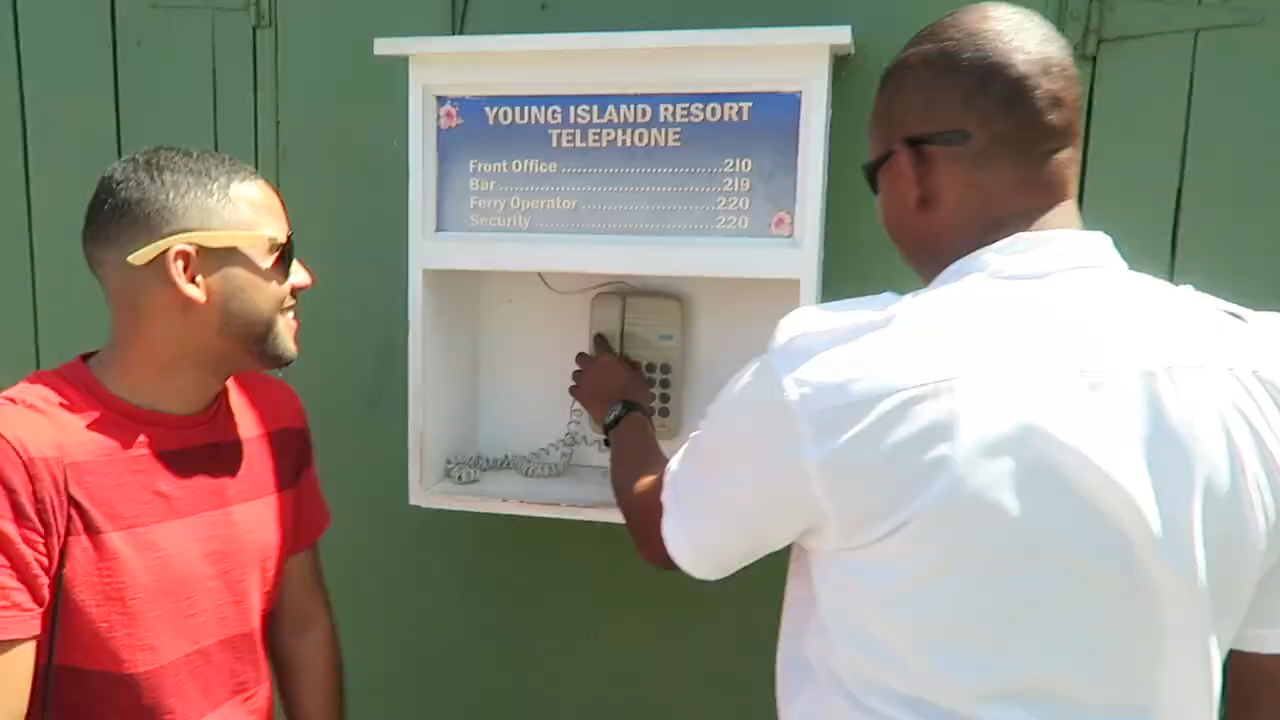 YOUNG ISLAND RESORT
TELEPHONE
Front Office ................................. 210
Bar ............................................. 219
Ferry Operator ........................... 220
Security ..................................... 220